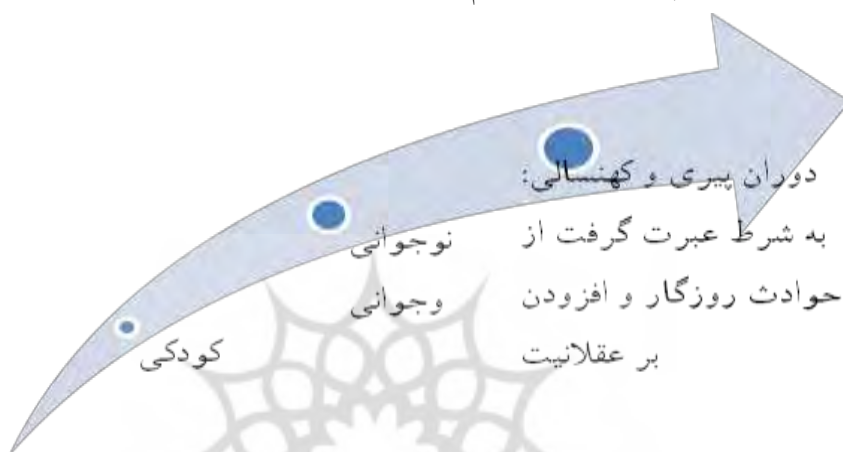 دوران پیری و کهنسالی:
به شرط عبرت گرفت از
حوادث روزگار و افزودن
بر عقلانیت
نوجوانی
وجوانی
کودکی